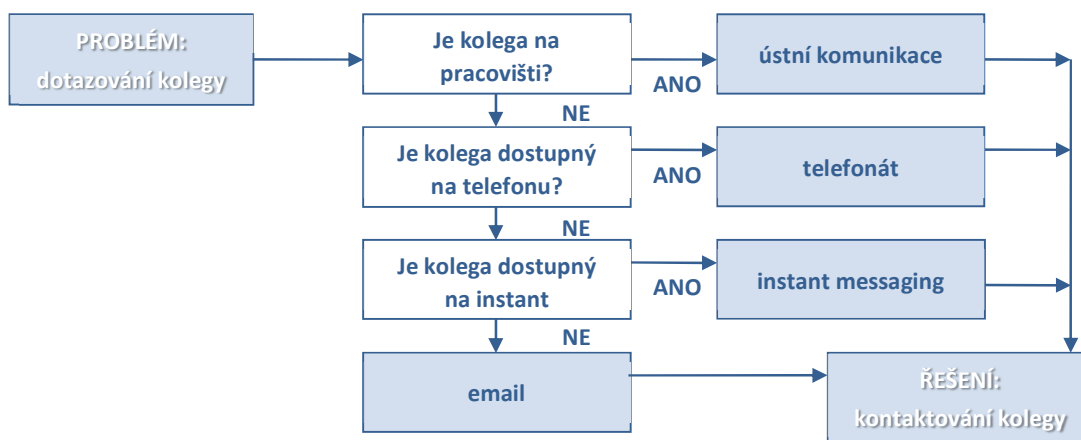 PROBLÉM:
dotazování kolegy
Je kolega na
pracovišti?
ANO
ústní komunikace
NE
Je kolega dostupný
na telefonu?
ANO
telefonát
NE
Je kolega dostupný
na instant
ANO
instant messaging
NE
email
ŘEŠENÍ:
kontaktování kolegy